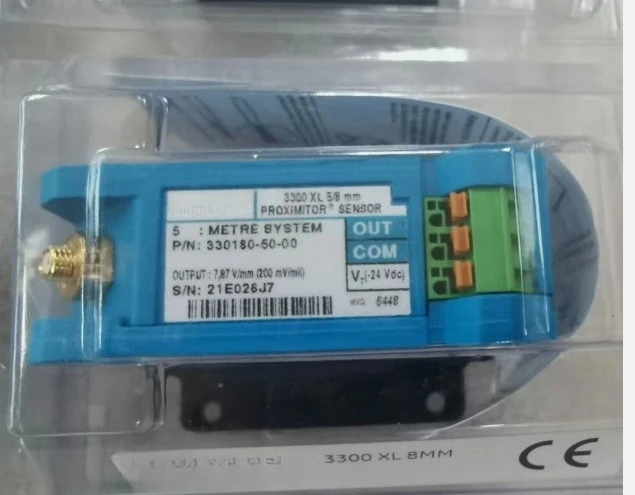 3300 XL 5/8 mm
PROXIMITOR® SENSOR
5 : METRE SYSTEM
P/N: 330180-50-00
OUTPUT: 7,87 V/mm (200 mV/mil)
S/N: 21E026J7
OUT
COM
VT(-24 Vdc)
6448
3300 XL 8MM
CE